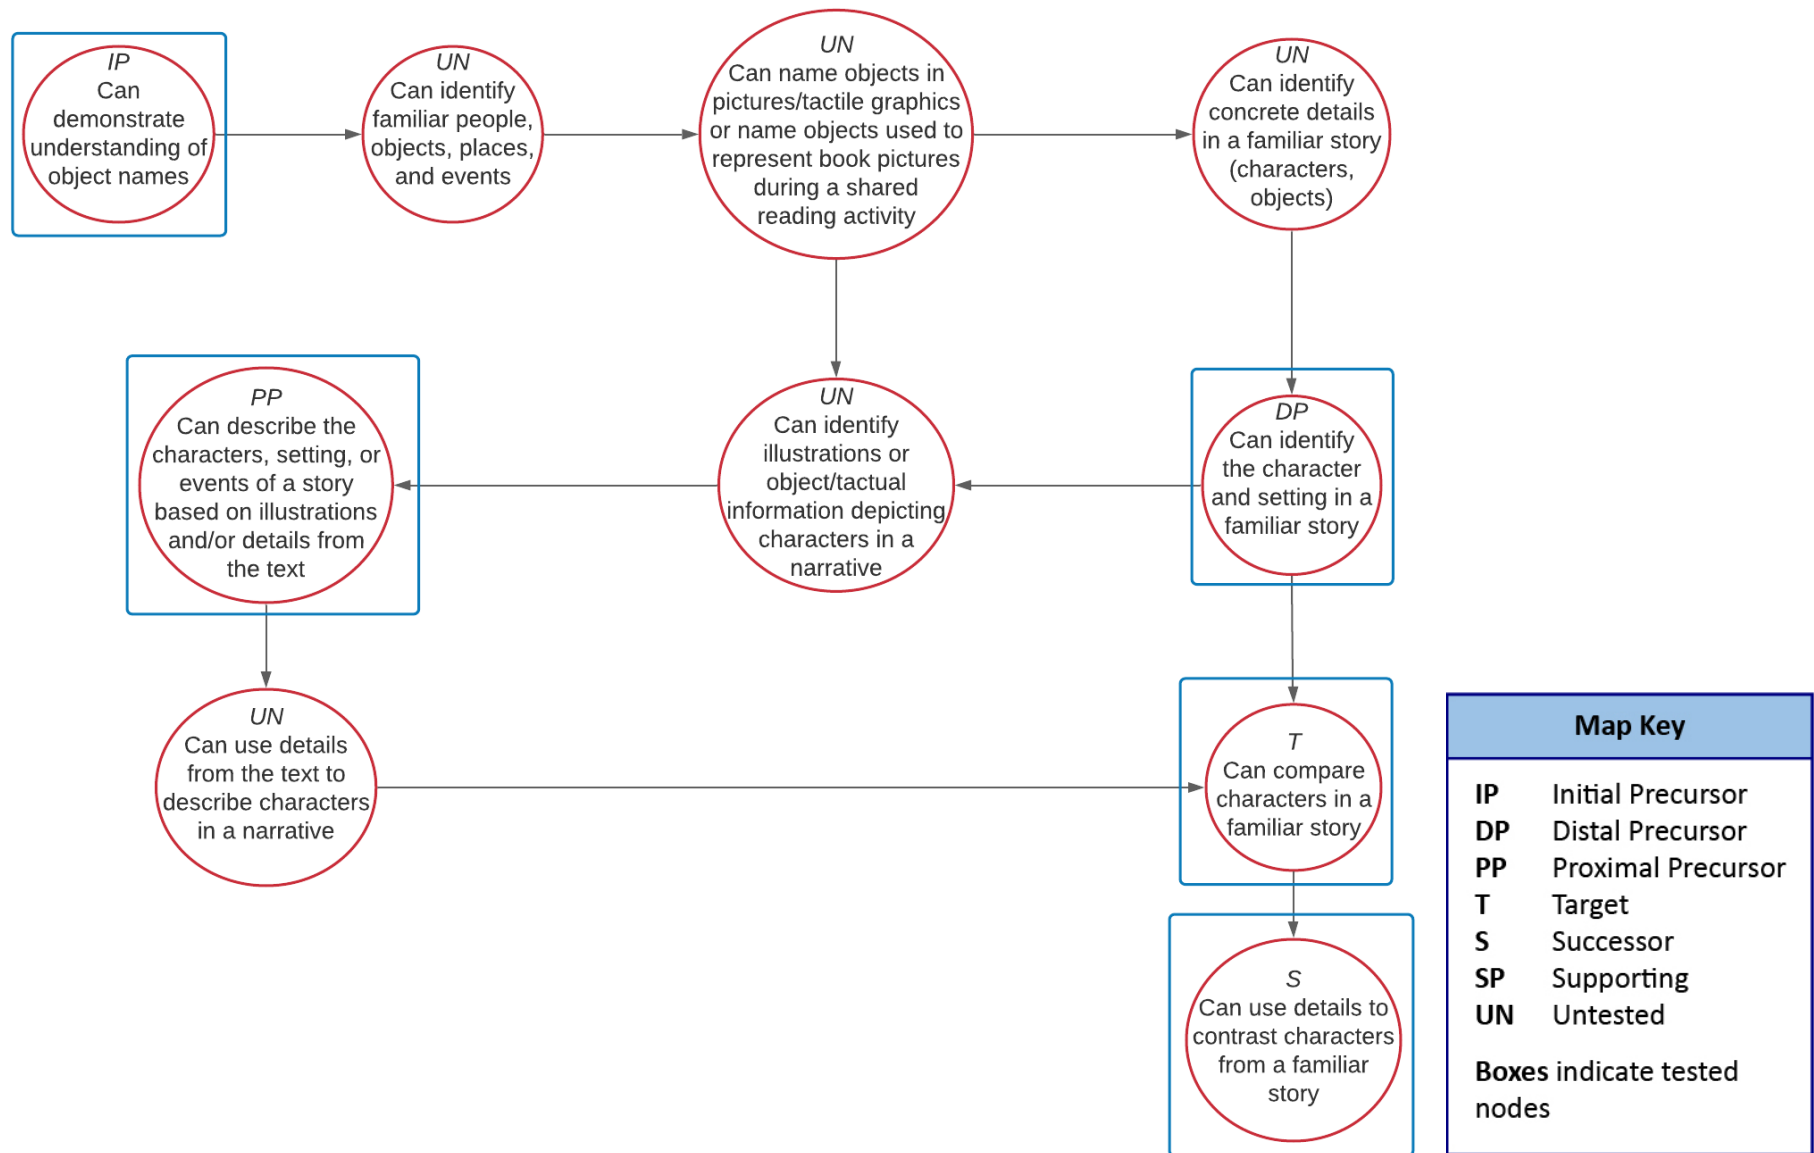 IP
Can
demonstrate
understanding of
object names
UN
Can identify
familiar people,
objects, places,
and events
UN
Can name objects in
pictures/tactile graphics
or name objects used to
represent book pictures
during a shared
reading activity
UN
Can identify
concrete details
in a familiar story
(characters,
objects)
PP
Can describe the
characters, setting, or
events of a story
based on illustrations
and/or details from
the text
UN
Can identify
illustrations or
object/tactual
information depicting
characters in a
narrative
DP
Can identify
the character
and setting in a
familiar story
UN
Can use details
from the text to
describe characters
in a narrative
T
Can compare
characters in a
familiar story
S
Can use details to
contrast characters
from a familiar
story
Map Key
IP Initial Precursor
DP Distal Precursor
PP Proximal Precursor
T Target
S Successor
SP Supporting
UN Untested
Boxes indicate tested
nodes